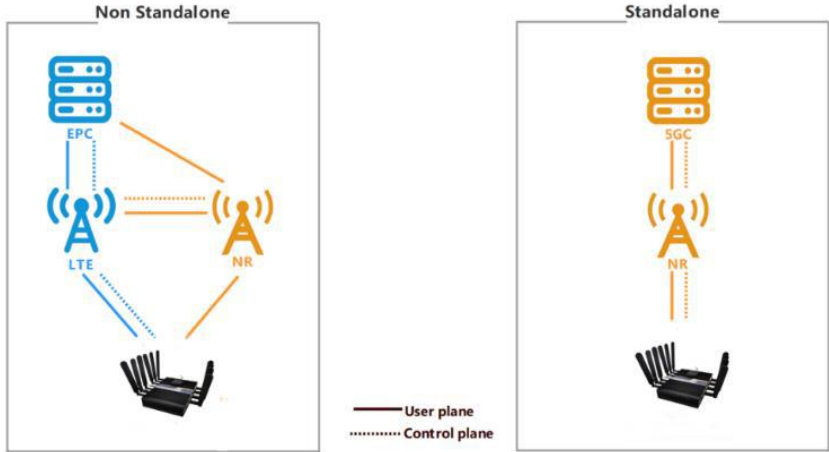 Non Standalone
Standalone
EPC
5GC
LTE
NR
NR
User plane
Control plane